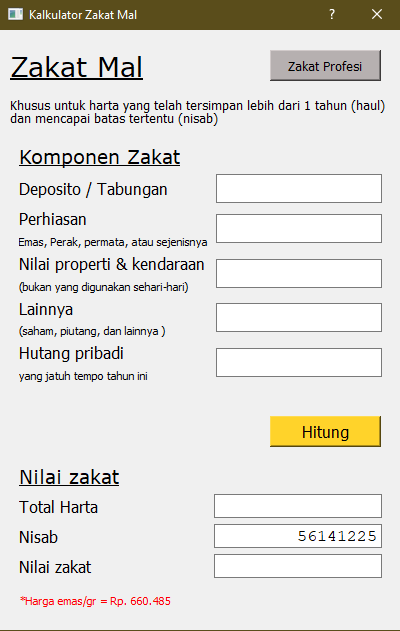 Kalkulator Zakat Mal
Zakat Mal
Zakat Profesi
Khusus untuk harta yang telah tersimpan lebih dari 1 tahun (haul)
dan mencapai batas tertentu (nisab)
Komponen Zakat
Deposito / Tabungan
Perhiasan
Emas, Perak, permata, atau sejenisnya
Nilai properti & kendaraan
(bukan yang digunakan sehari-hari)
Lainnya
(saham, piutang, dan lainnya )
Hutang pribadi
yang jatuh tempo tahun ini
Hitung
Nilai zakat
Total Harta
Nisab 56141225
Nilai zakat
*Harga emas/gr = Rp. 660.485